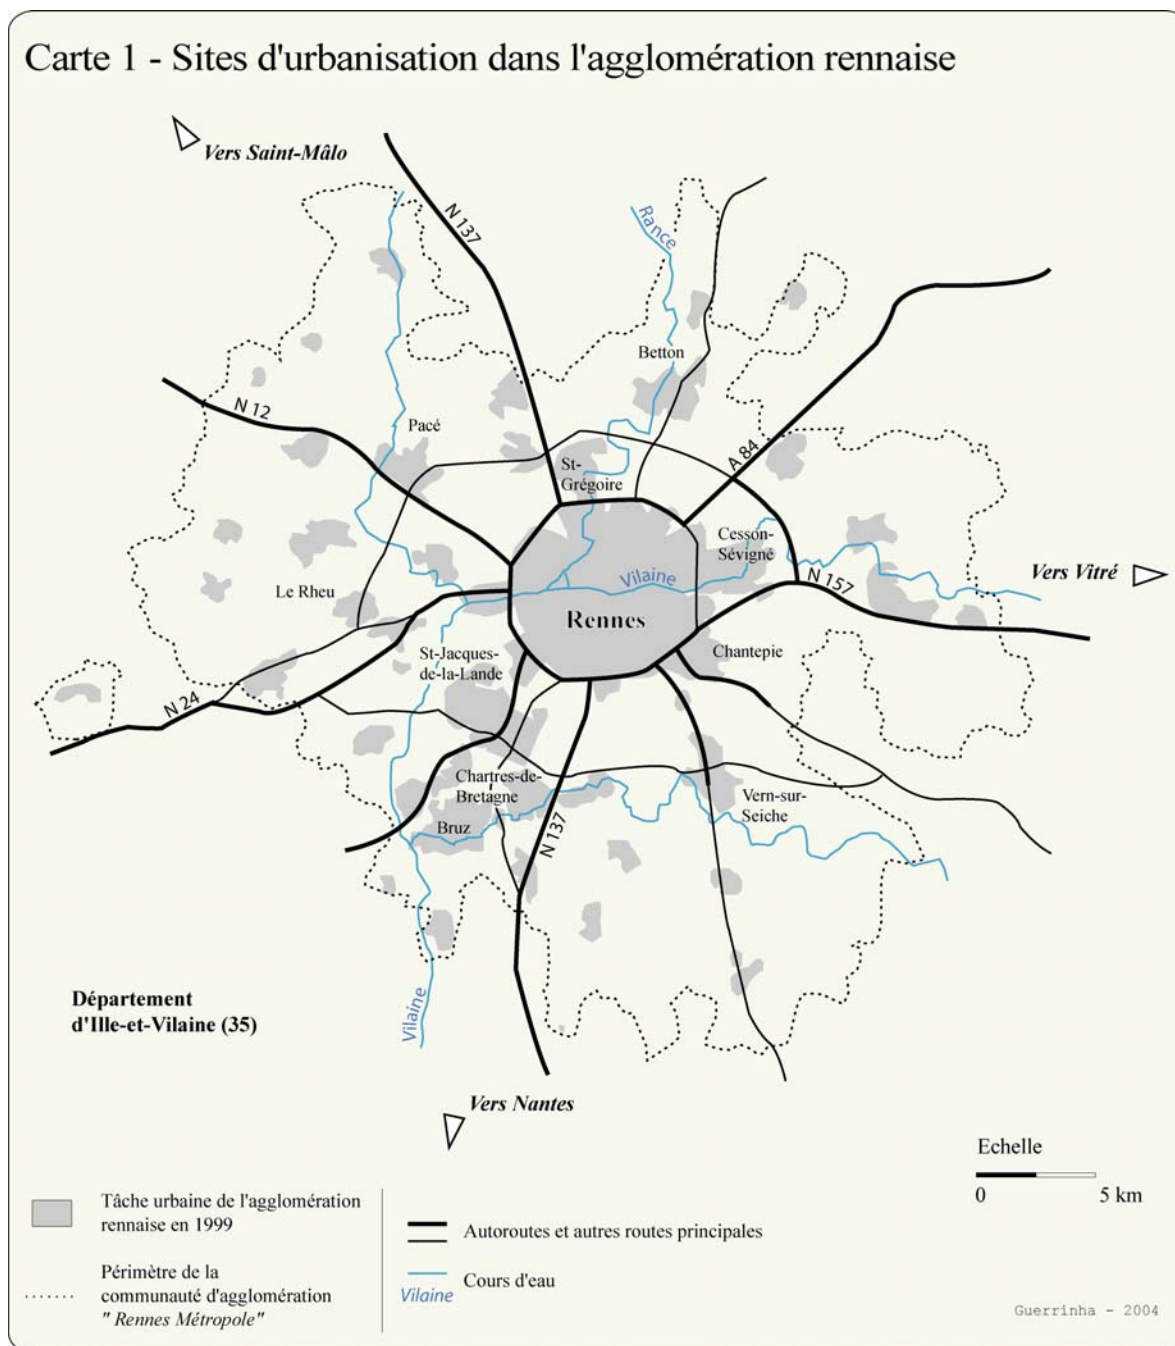 Carte 1 - Sites d'urbanisation dans l'agglomération rennaise
Vers Saint-Mâlo
N 137
Rance
Betton
N 12
Pacé
A 84
St-
Grégoire
Cesson-
Sévigné
Vilaine
N 157
Vers Vitré
Le Rheu
Rennes
St-Jacques-
de-la-Lande
Chantepie
N 24
Chartres-de-
Bretagne
Vern-sur-
Seiche
Bruz
N 137
Département
d'Ille-et-Vilaine (35)
Vilaine
Vers Nantes
Echelle
0 5 km
Tâche urbaine de l'agglomération
rennaise en 1999
Périmètre de la
communauté d'agglomération
" Rennes Métropole"
Autoroutes et autres routes principales
Cours d'eau
Vilaine
Guerrinha - 2004